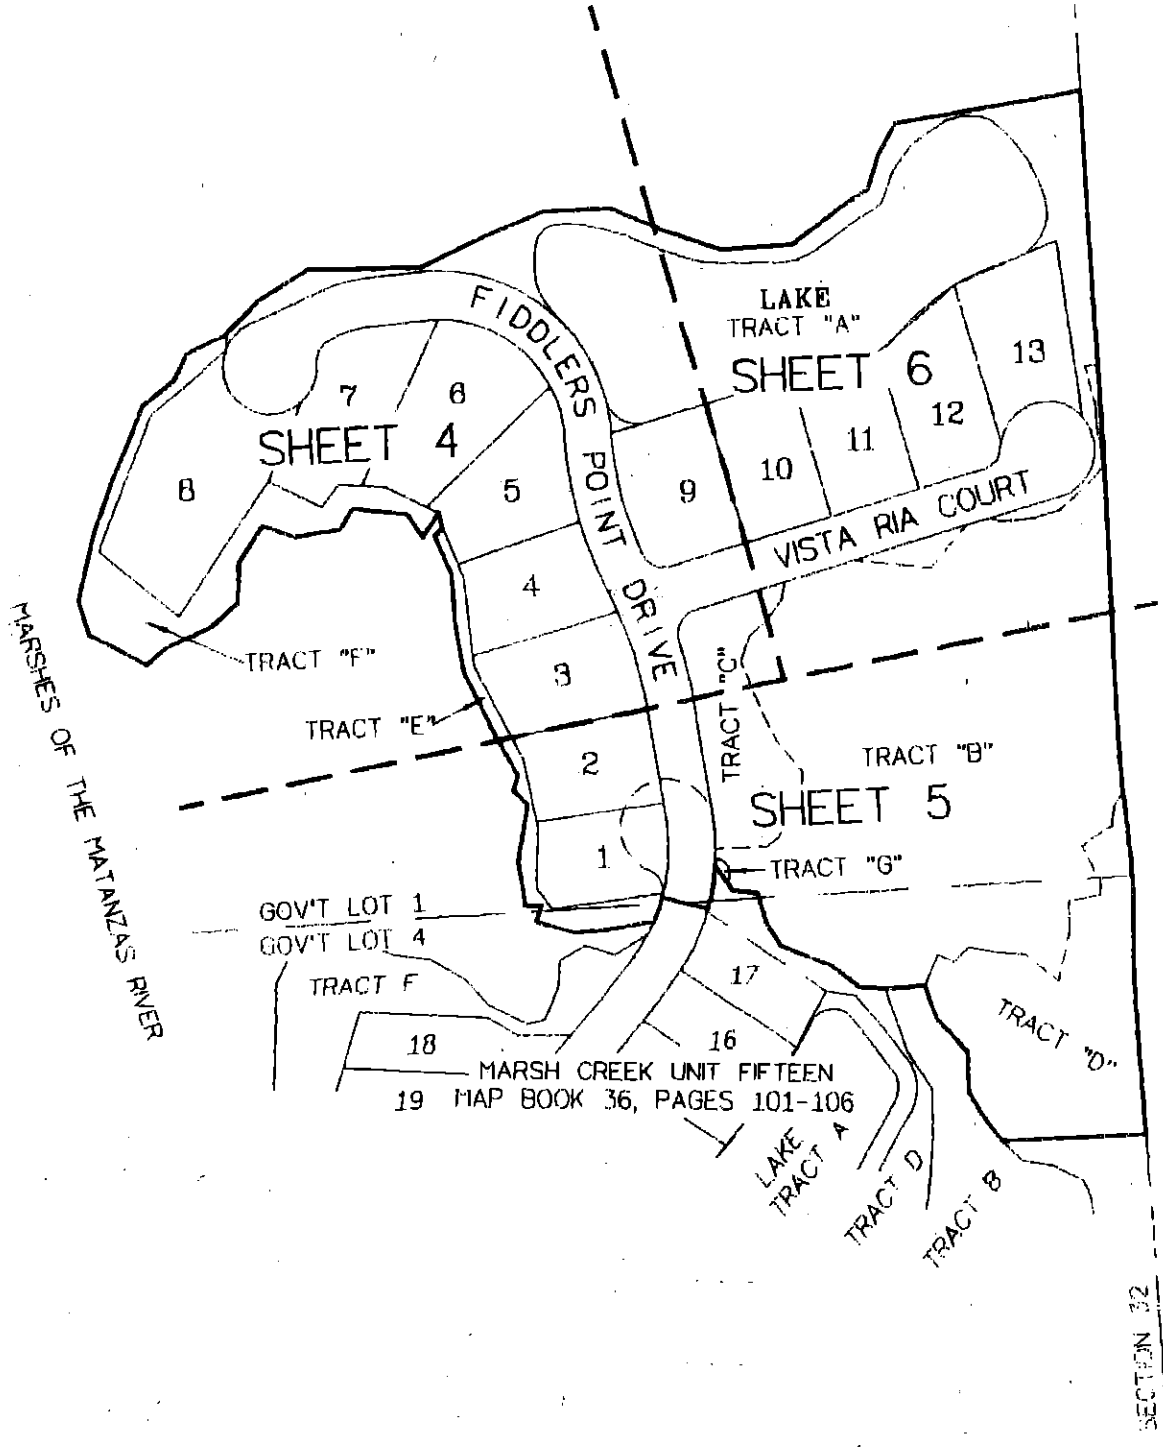 FIDDLERS POINT DRIVE
LAKE
TRACT "A"
SHEET 6
13
12
11
10
9
7
6
SHEET 4
8
5
4
3
2
1
VISTA RIA COURT
TRACT "F"
TRACT "E"
TRACT "C"
TRACT "B"
SHEET 5
TRACT "G"
MARSHES OF THE MATANZAS RIVER
GOV'T LOT 1
GOV'T LOT 4
TRACT F
17
16
18
TRACT "D"
MARSH CREEK UNIT FIFTEEN
19 MAP BOOK 36, PAGES 101-106
LAKE
TRACT A
TRACT D
TRACT B
SECTION 32